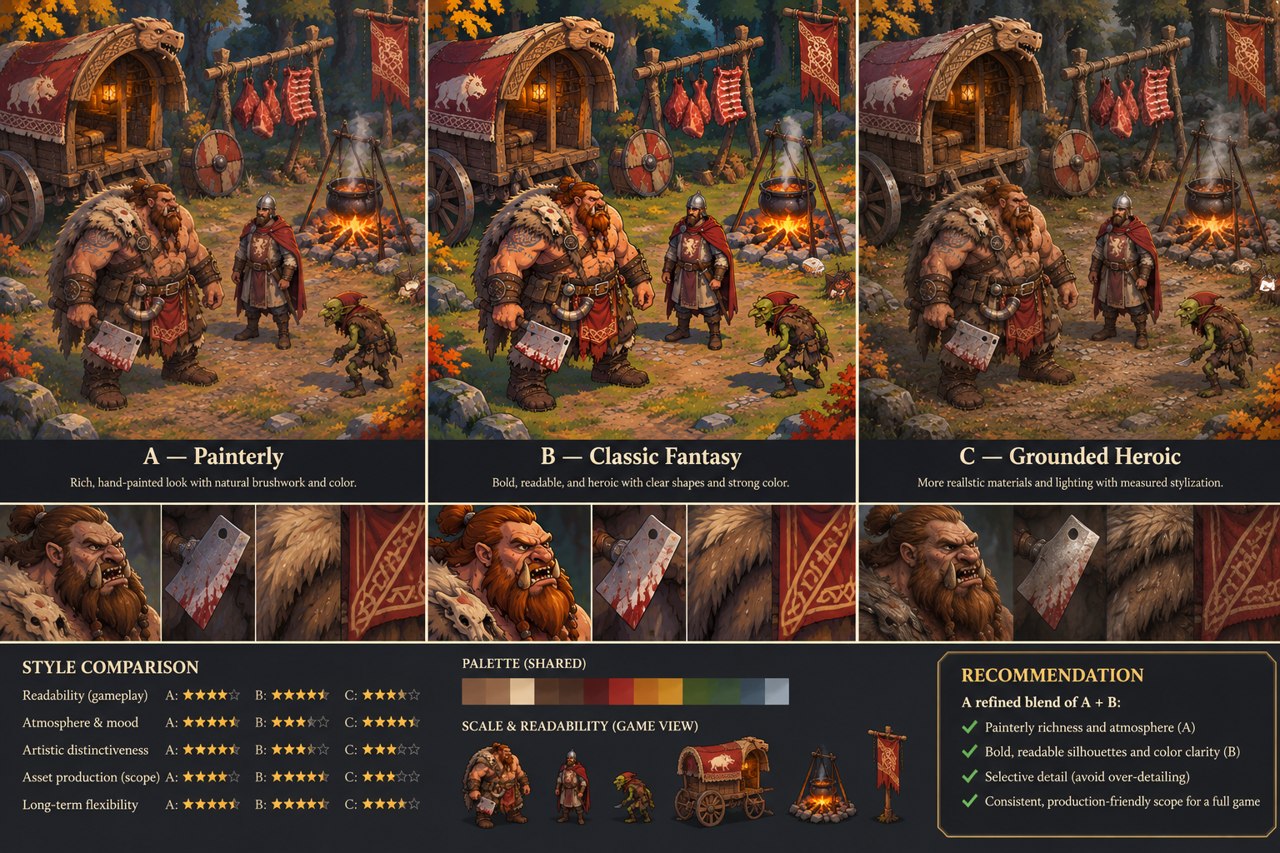 A — Painterly
Rich, hand-painted look with natural brushwork and color.
B — Classic Fantasy
Bold, readable, and heroic with clear shapes and strong color.
C — Grounded Heroic
More realistic materials and lighting with measured stylization.
STYLE COMPARISON
Readability (gameplay) A: ★★★★☆ B: ★★★★⯪ C: ★★★⯪☆
Atmosphere & mood A: ★★★★⯪ B: ★★★☆☆ C: ★★★★⯪
Artistic distinctiveness A: ★★★★⯪ B: ★★★⯪☆ C: ★★★☆☆
Asset production (scope) A: ★★★★☆ B: ★★★★⯪ C: ★★★☆☆
Long-term flexibility A: ★★★★⯪ B: ★★★★⯪ C: ★★★⯪☆
PALETTE (SHARED)
SCALE & READABILITY (GAME VIEW)
RECOMMENDATION
A refined blend of A + B:
✓ Painterly richness and atmosphere (A)
✓ Bold, readable silhouettes and color clarity (B)
✓ Selective detail (avoid over-detailing)
✓ Consistent, production-friendly scope for a full game